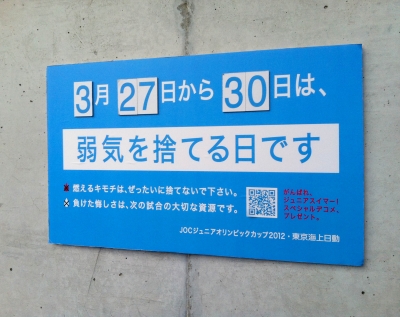 3月27日から30日は、
弱気を捨てる日です
燃えるキモチは、ぜったいに捨てないで下さい。
負けた悔しさは、次の試合の大切な資源です。
がんばれ、
ジュニアスイマー!
スペシャルデコメ、
プレゼント。
JOCジュニアオリンピックカップ2012・東京海上日動